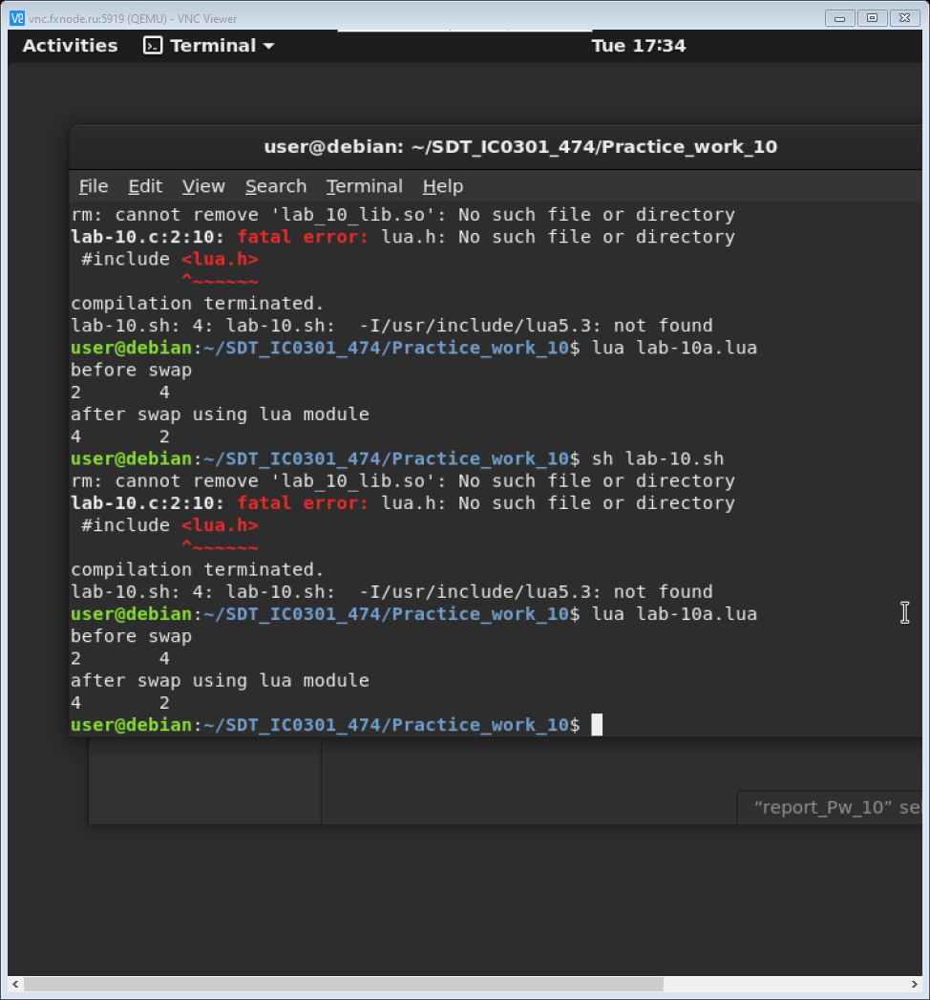 V2 vnc.fxnode.ru:5919 (QEMU) - VNC Viewer
Activities Terminal Tue 17:34
user@debian: ~/SDT_IC0301_474/Practice_work_10
File Edit View Search Terminal Help
rm: cannot remove 'lab_10_lib.so': No such file or directory
lab-10.c:2:10: fatal error: lua.h: No such file or directory
 #include <lua.h>
          ^~~~~~~
compilation terminated.
lab-10.sh: 4: lab-10.sh:  -I/usr/include/lua5.3: not found
user@debian:~/SDT_IC0301_474/Practice_work_10$ lua lab-10a.lua
before swap
2       4
after swap using lua module
4       2
user@debian:~/SDT_IC0301_474/Practice_work_10$ sh lab-10.sh
rm: cannot remove 'lab_10_lib.so': No such file or directory
lab-10.c:2:10: fatal error: lua.h: No such file or directory
 #include <lua.h>
          ^~~~~~~
compilation terminated.
lab-10.sh: 4: lab-10.sh:  -I/usr/include/lua5.3: not found
user@debian:~/SDT_IC0301_474/Practice_work_10$ lua lab-10a.lua
before swap
2       4
after swap using lua module
4       2
user@debian:~/SDT_IC0301_474/Practice_work_10$
“report_Pw_10” sel